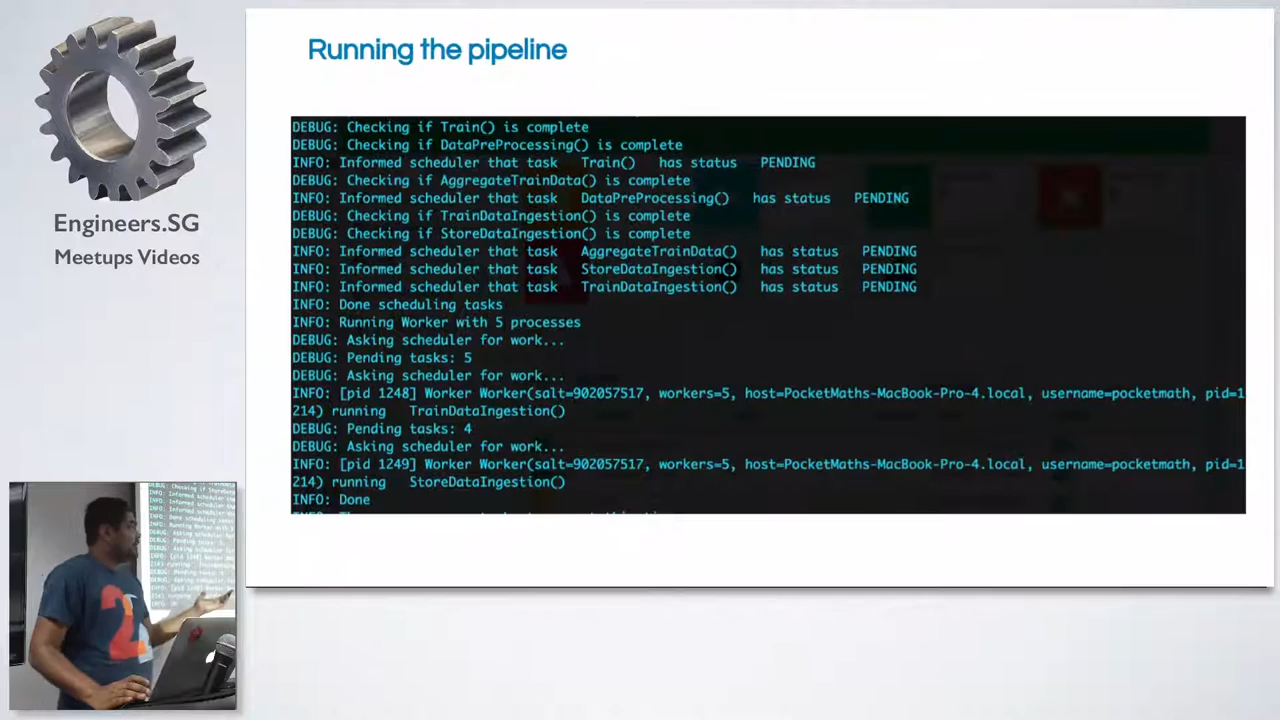 Engineers.SG
Meetups Videos
Running the pipeline
DEBUG: Checking if Train() is complete
DEBUG: Checking if DataPreProcessing() is complete
INFO: Informed scheduler that task   Train()   has status   PENDING
DEBUG: Checking if AggregateTrainData() is complete
INFO: Informed scheduler that task   DataPreProcessing()   has status   PENDING
DEBUG: Checking if TrainDataIngestion() is complete
DEBUG: Checking if StoreDataIngestion() is complete
INFO: Informed scheduler that task   AggregateTrainData()   has status   PENDING
INFO: Informed scheduler that task   StoreDataIngestion()   has status   PENDING
INFO: Informed scheduler that task   TrainDataIngestion()   has status   PENDING
INFO: Done scheduling tasks
INFO: Running Worker with 5 processes
DEBUG: Asking scheduler for work...
DEBUG: Pending tasks: 5
DEBUG: Asking scheduler for work...
INFO: [pid 1248] Worker Worker(salt=902057517, workers=5, host=PocketMaths-MacBook-Pro-4.local, username=pocketmath, pid=1
214) running   TrainDataIngestion()
DEBUG: Pending tasks: 4
DEBUG: Asking scheduler for work...
INFO: [pid 1249] Worker Worker(salt=902057517, workers=5, host=PocketMaths-MacBook-Pro-4.local, username=pocketmath, pid=1
214) running   StoreDataIngestion()
INFO: Done